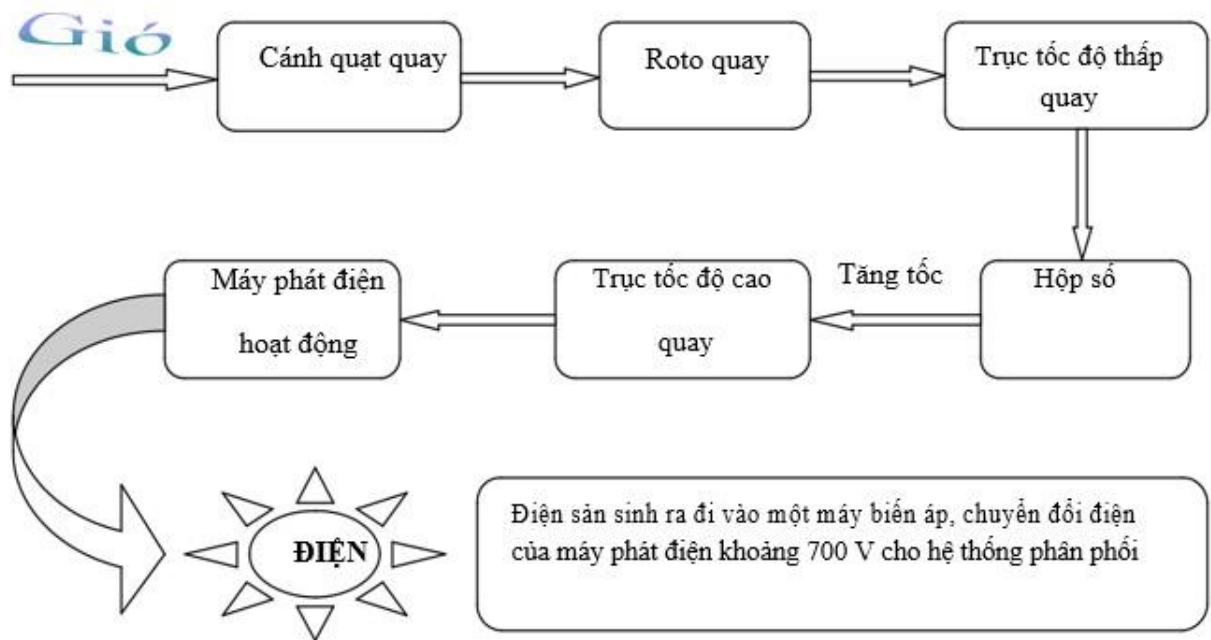 Gió
Cánh quạt quay
Roto quay
Trục tốc độ thấp
quay
Hộp số
Tăng tốc
Trục tốc độ cao
quay
Máy phát điện
hoạt động
ĐIỆN
Điện sản sinh ra đi vào một máy biến áp, chuyển đổi điện
của máy phát điện khoảng 700 V cho hệ thống phân phối